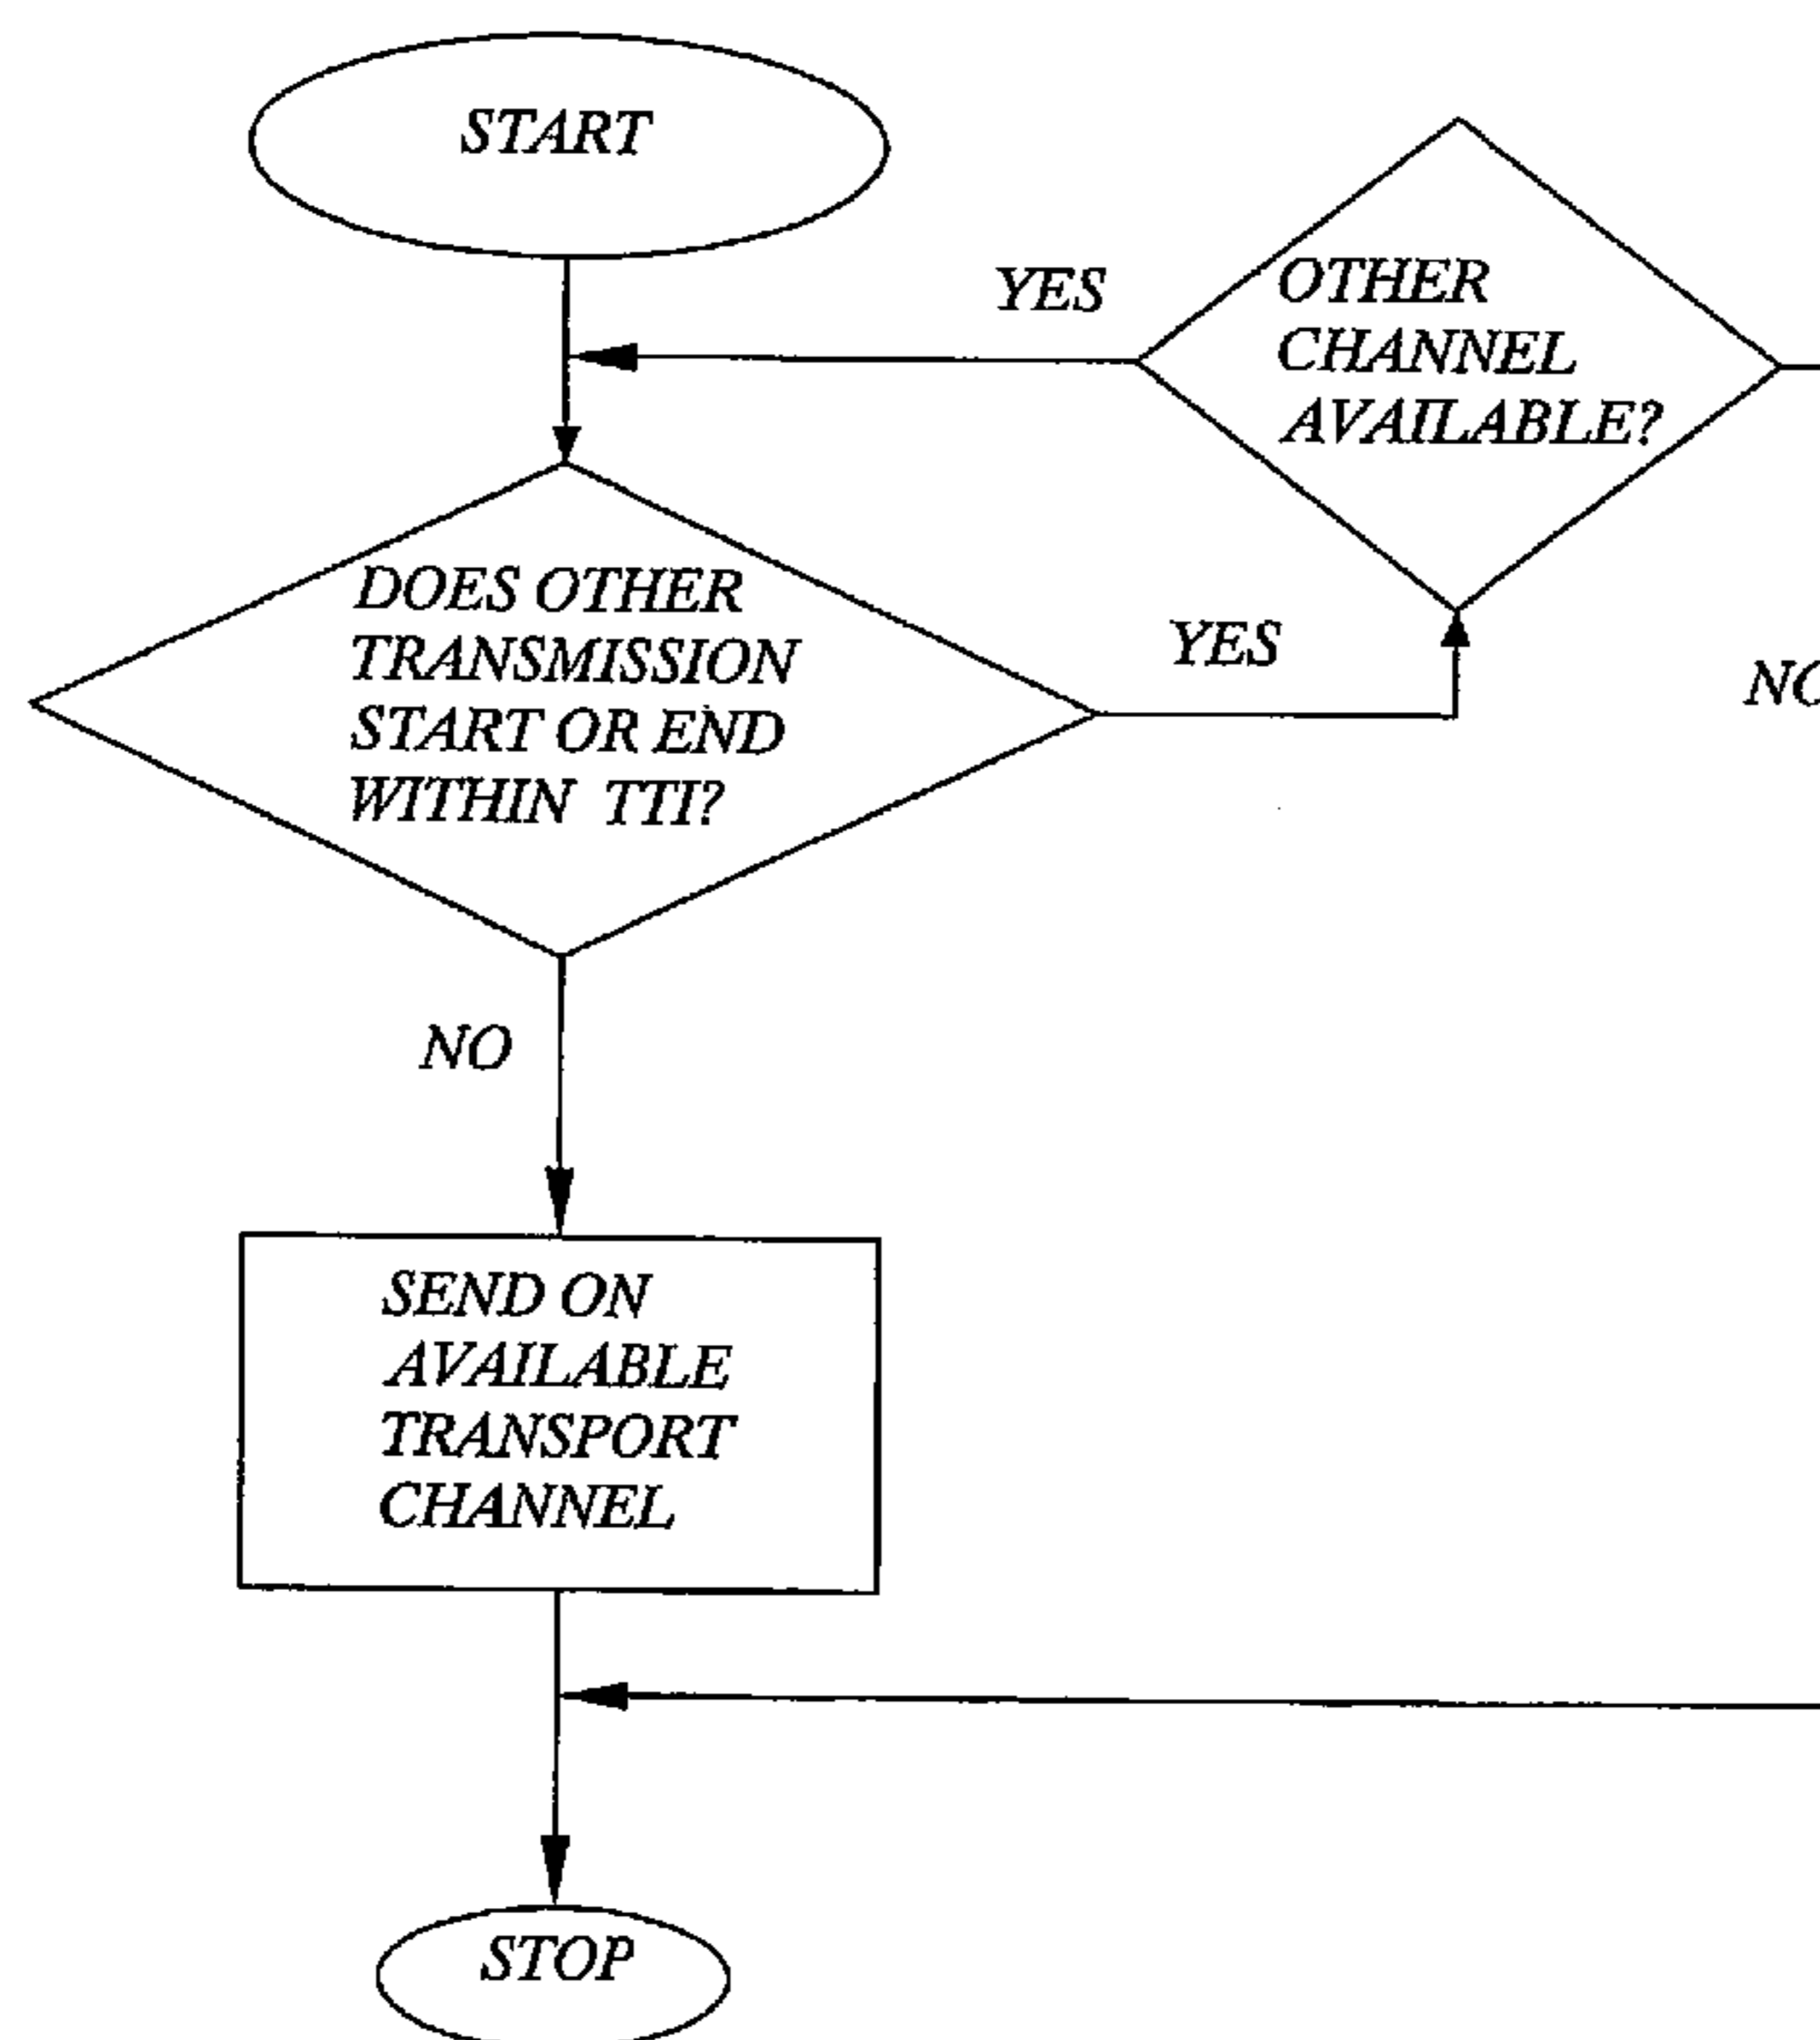 START
YES
OTHER
CHANNEL
AVAILABLE?
DOES OTHER
TRANSMISSION
START OR END
WITHIN TTI?
YES
NO
NO
SEND ON
AVAILABLE
TRANSPORT
CHANNEL
STOP